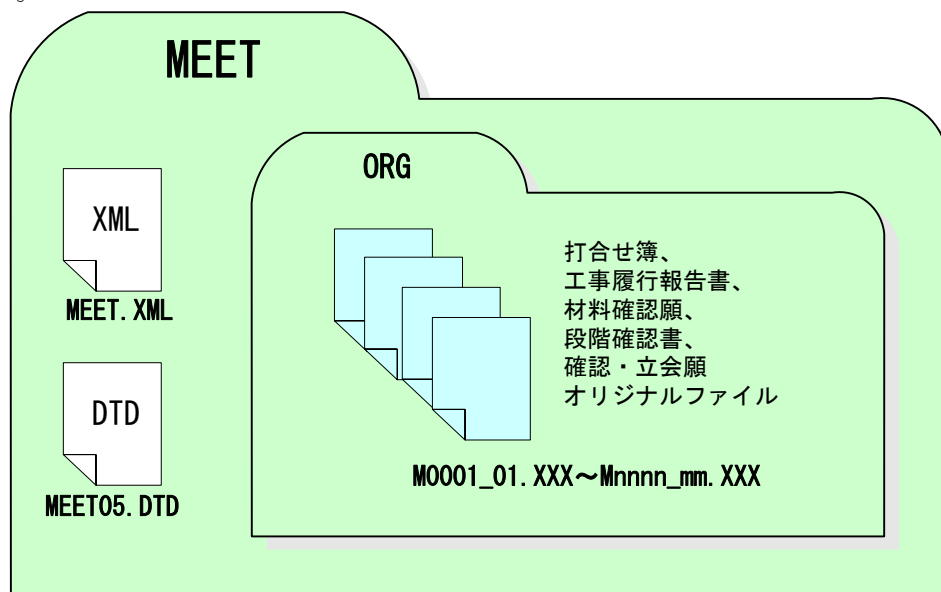 MEET
ORG
XML
MEET.XML
DTD
MEET05.DTD
打合せ簿、
工事履行報告書、
材料確認願、
段階確認書、
確認・立会願
オリジナルファイル
M0001_01.XXX～Mnnnn_mm.XXX